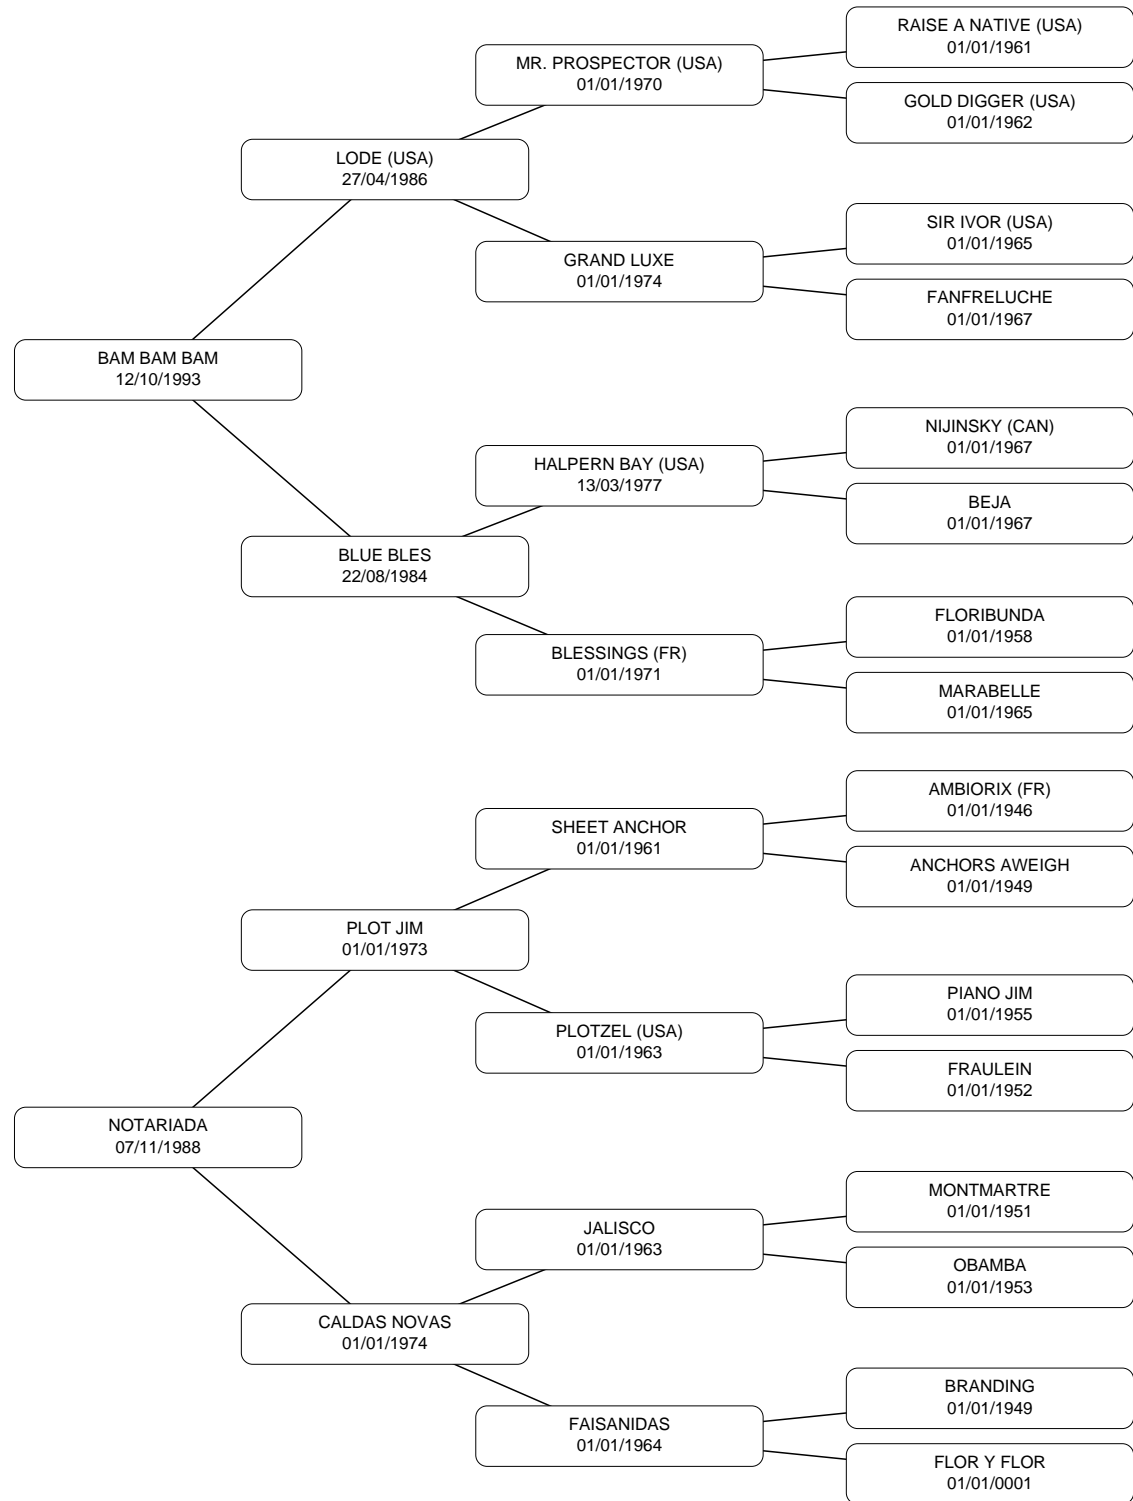 RAISE A NATIVE (USA)
01/01/1961
MR. PROSPECTOR (USA)
01/01/1970
GOLD DIGGER (USA)
01/01/1962
LODE (USA)
27/04/1986
SIR IVOR (USA)
01/01/1965
GRAND LUXE
01/01/1974
FANFRELUCHE
01/01/1967
BAM BAM BAM
12/10/1993
NIJINSKY (CAN)
01/01/1967
HALPERN BAY (USA)
13/03/1977
BEJA
01/01/1967
BLUE BLES
22/08/1984
FLORIBUNDA
01/01/1958
BLESSINGS (FR)
01/01/1971
MARABELLE
01/01/1965
AMBIORIX (FR)
01/01/1946
SHEET ANCHOR
01/01/1961
ANCHORS AWEIGH
01/01/1949
PLOT JIM
01/01/1973
PIANO JIM
01/01/1955
PLOTZEL (USA)
01/01/1963
FRAULEIN
01/01/1952
NOTARIADA
07/11/1988
MONTMARTRE
01/01/1951
JALISCO
01/01/1963
OBAMBA
01/01/1953
CALDAS NOVAS
01/01/1974
BRANDING
01/01/1949
FAISANIDAS
01/01/1964
FLOR Y FLOR
01/01/0001